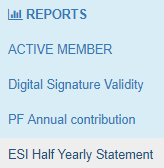 REPORTS
ACTIVE MEMBER
Digital Signature Validity
PF Annual contribution
ESI Half Yearly Statement